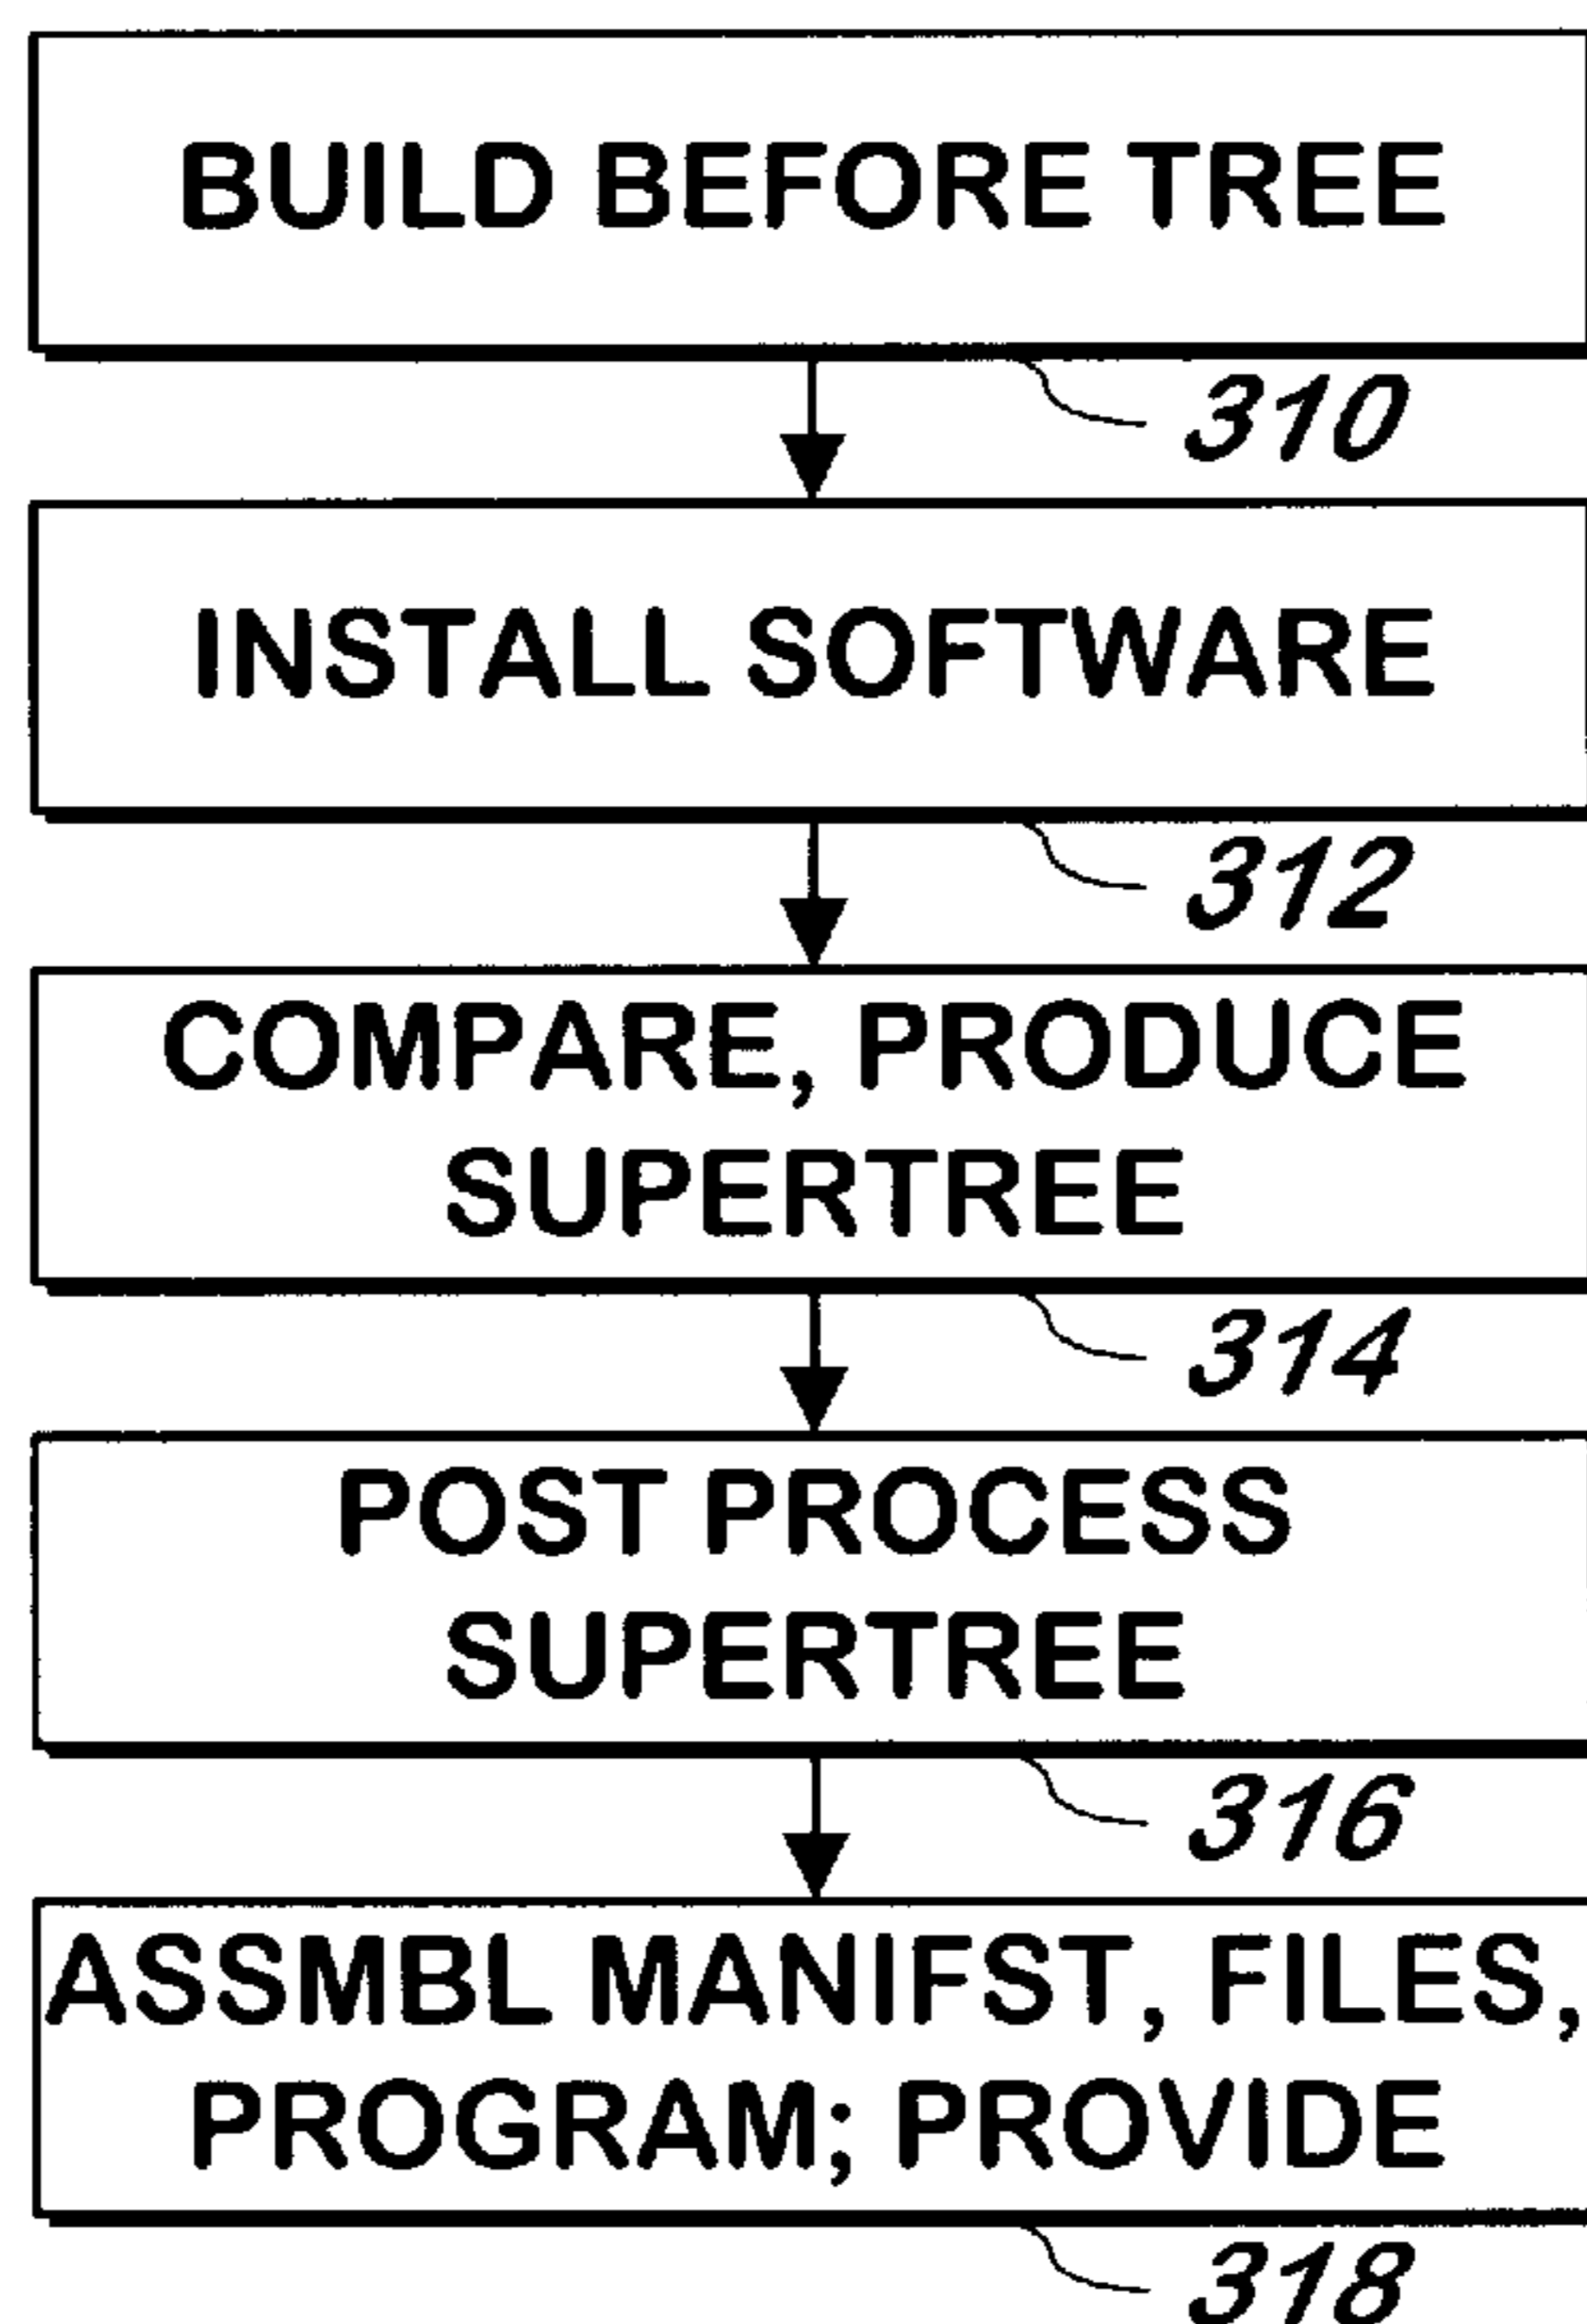 BUILD BEFORE TREE
310
INSTALL SOFTWARE
312
COMPARE, PRODUCE
SUPERTREE
314
POST PROCESS
SUPERTREE
316
ASSMBL MANIFST, FILES,
PROGRAM; PROVIDE
318